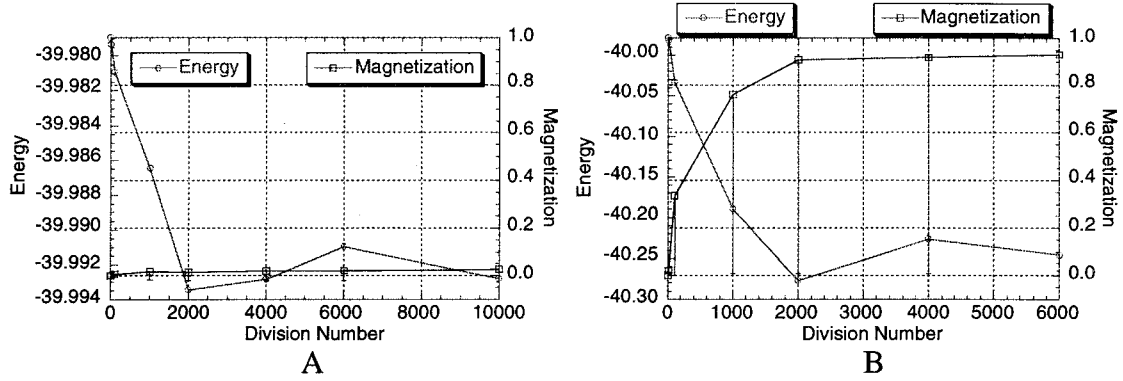 Energy
Magnetization
-39.980
-39.982
-39.984
-39.986
-39.988
-39.990
-39.992
-39.994
Energy
1.0
0.8
0.6
0.4
0.2
0.0
Magnetization
0 2000 4000 6000 8000 10000
Division Number
A
Energy
Magnetization
-40.00
-40.05
-40.10
-40.15
-40.20
-40.25
-40.30
Energy
1.0
0.8
0.6
0.4
0.2
0.0
Magnetization
0 1000 2000 3000 4000 5000 6000
Division Number
B